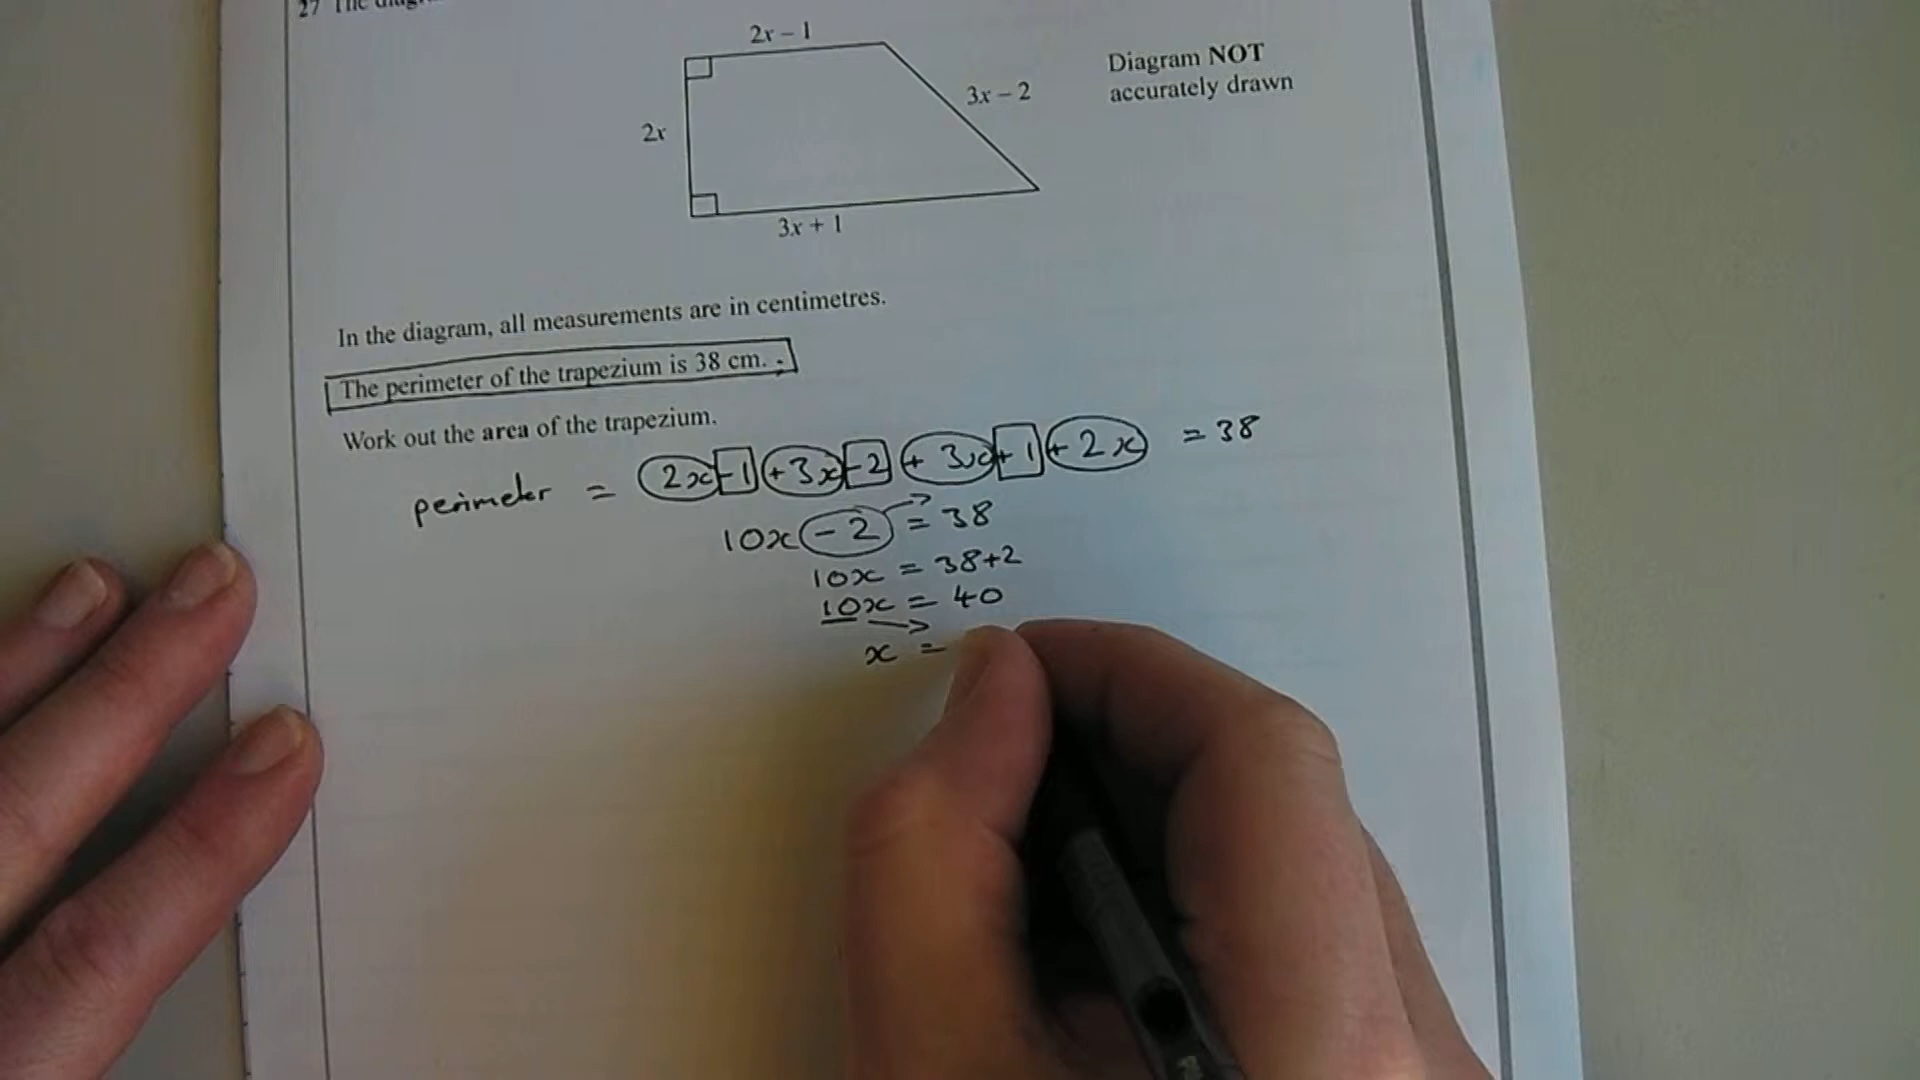 27 The
2x – 1
Diagram NOT
accurately drawn
3x – 2
2x
3x + 1
In the diagram, all measurements are in centimetres.
The perimeter of the trapezium is 38 cm.
Work out the area of the trapezium.
perimeter = 2x-1+3x-2+3x+1+2x = 38
10x-2 = 38
10x = 38+2
10x = 40
x =